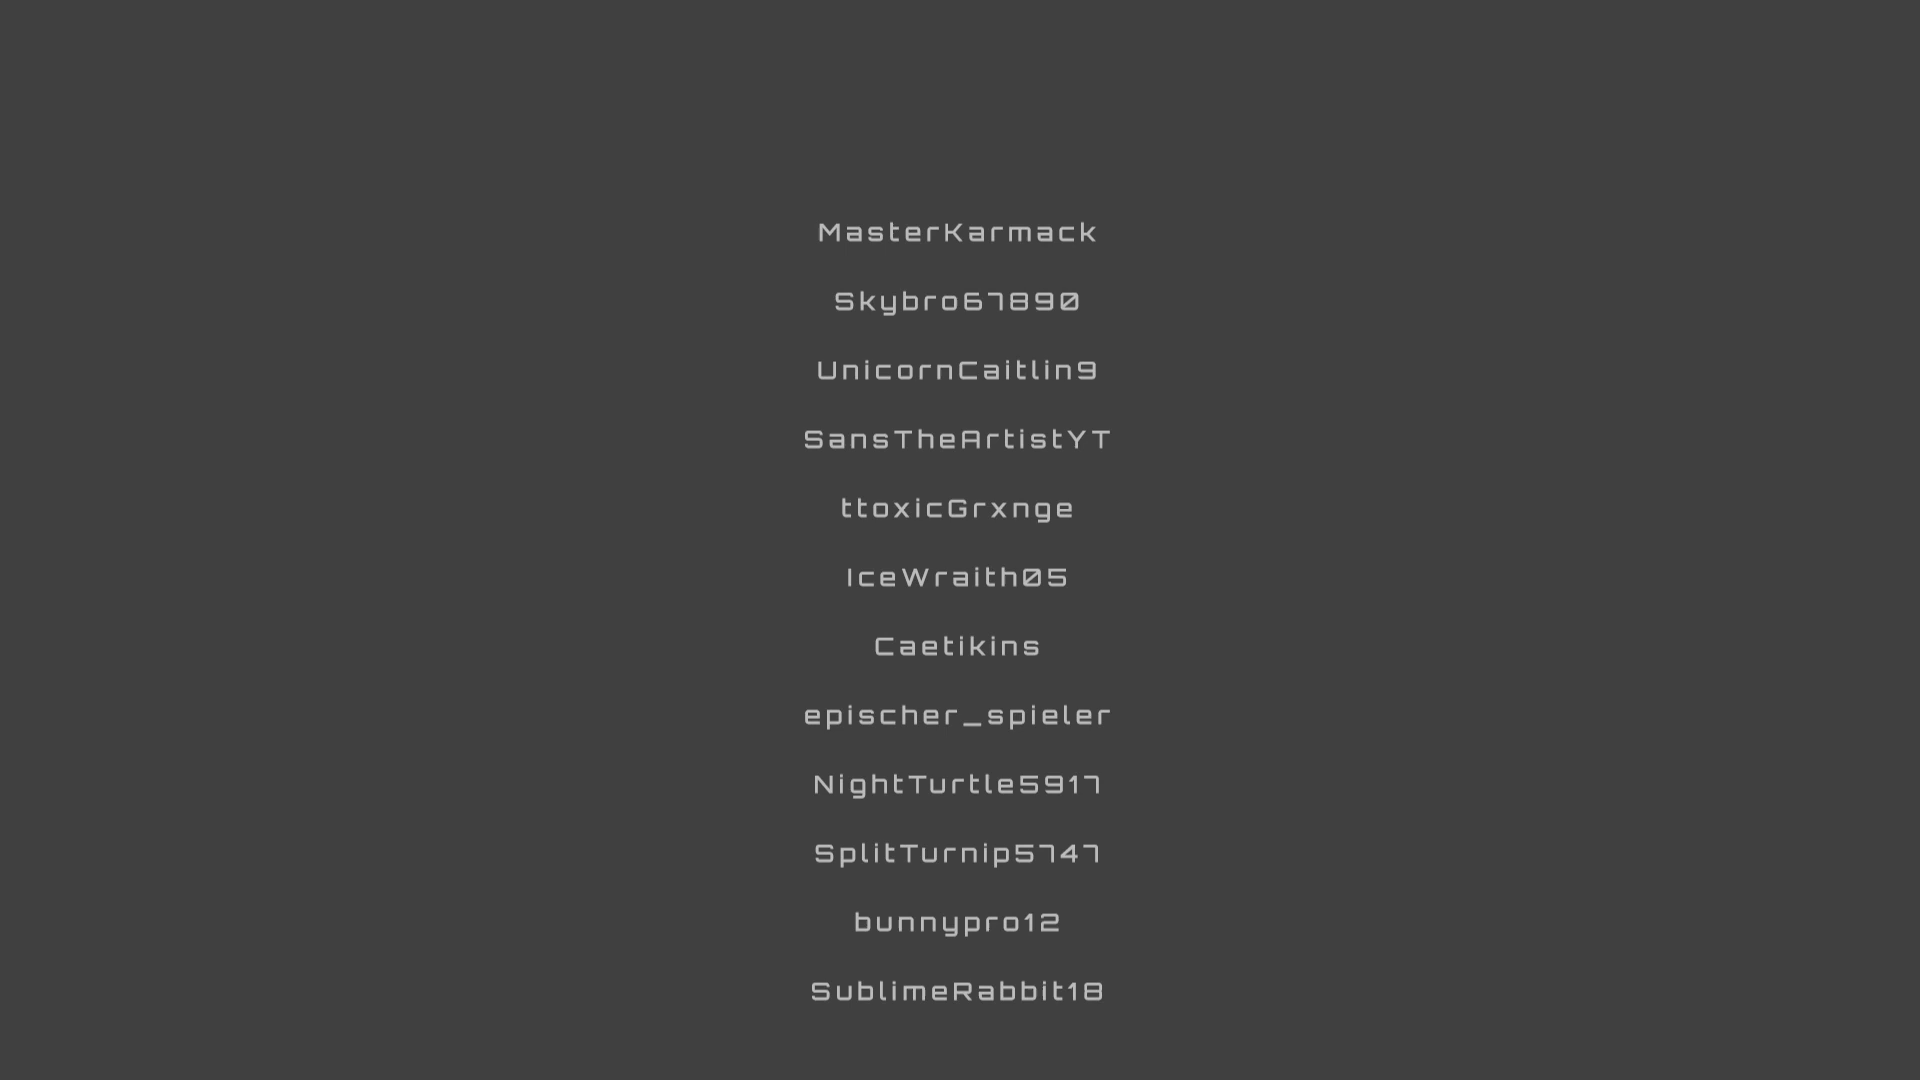 MasterKarmack
Skybro67890
UnicornCaitlin9
SansTheArtistYT
ttoxicGrxnge
IceWraith05
Caetikins
epischer_spieler
NightTurtle5917
SplitTurnip5747
bunnypro12
SublimeRabbit18